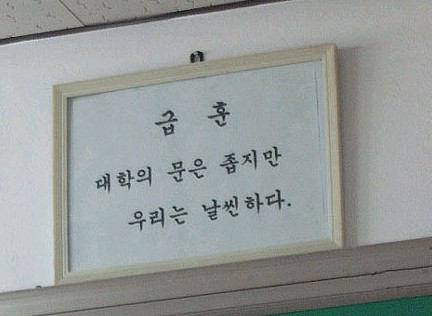 급 훈
대학의 문은 좁지만
우리는 날씬하다.